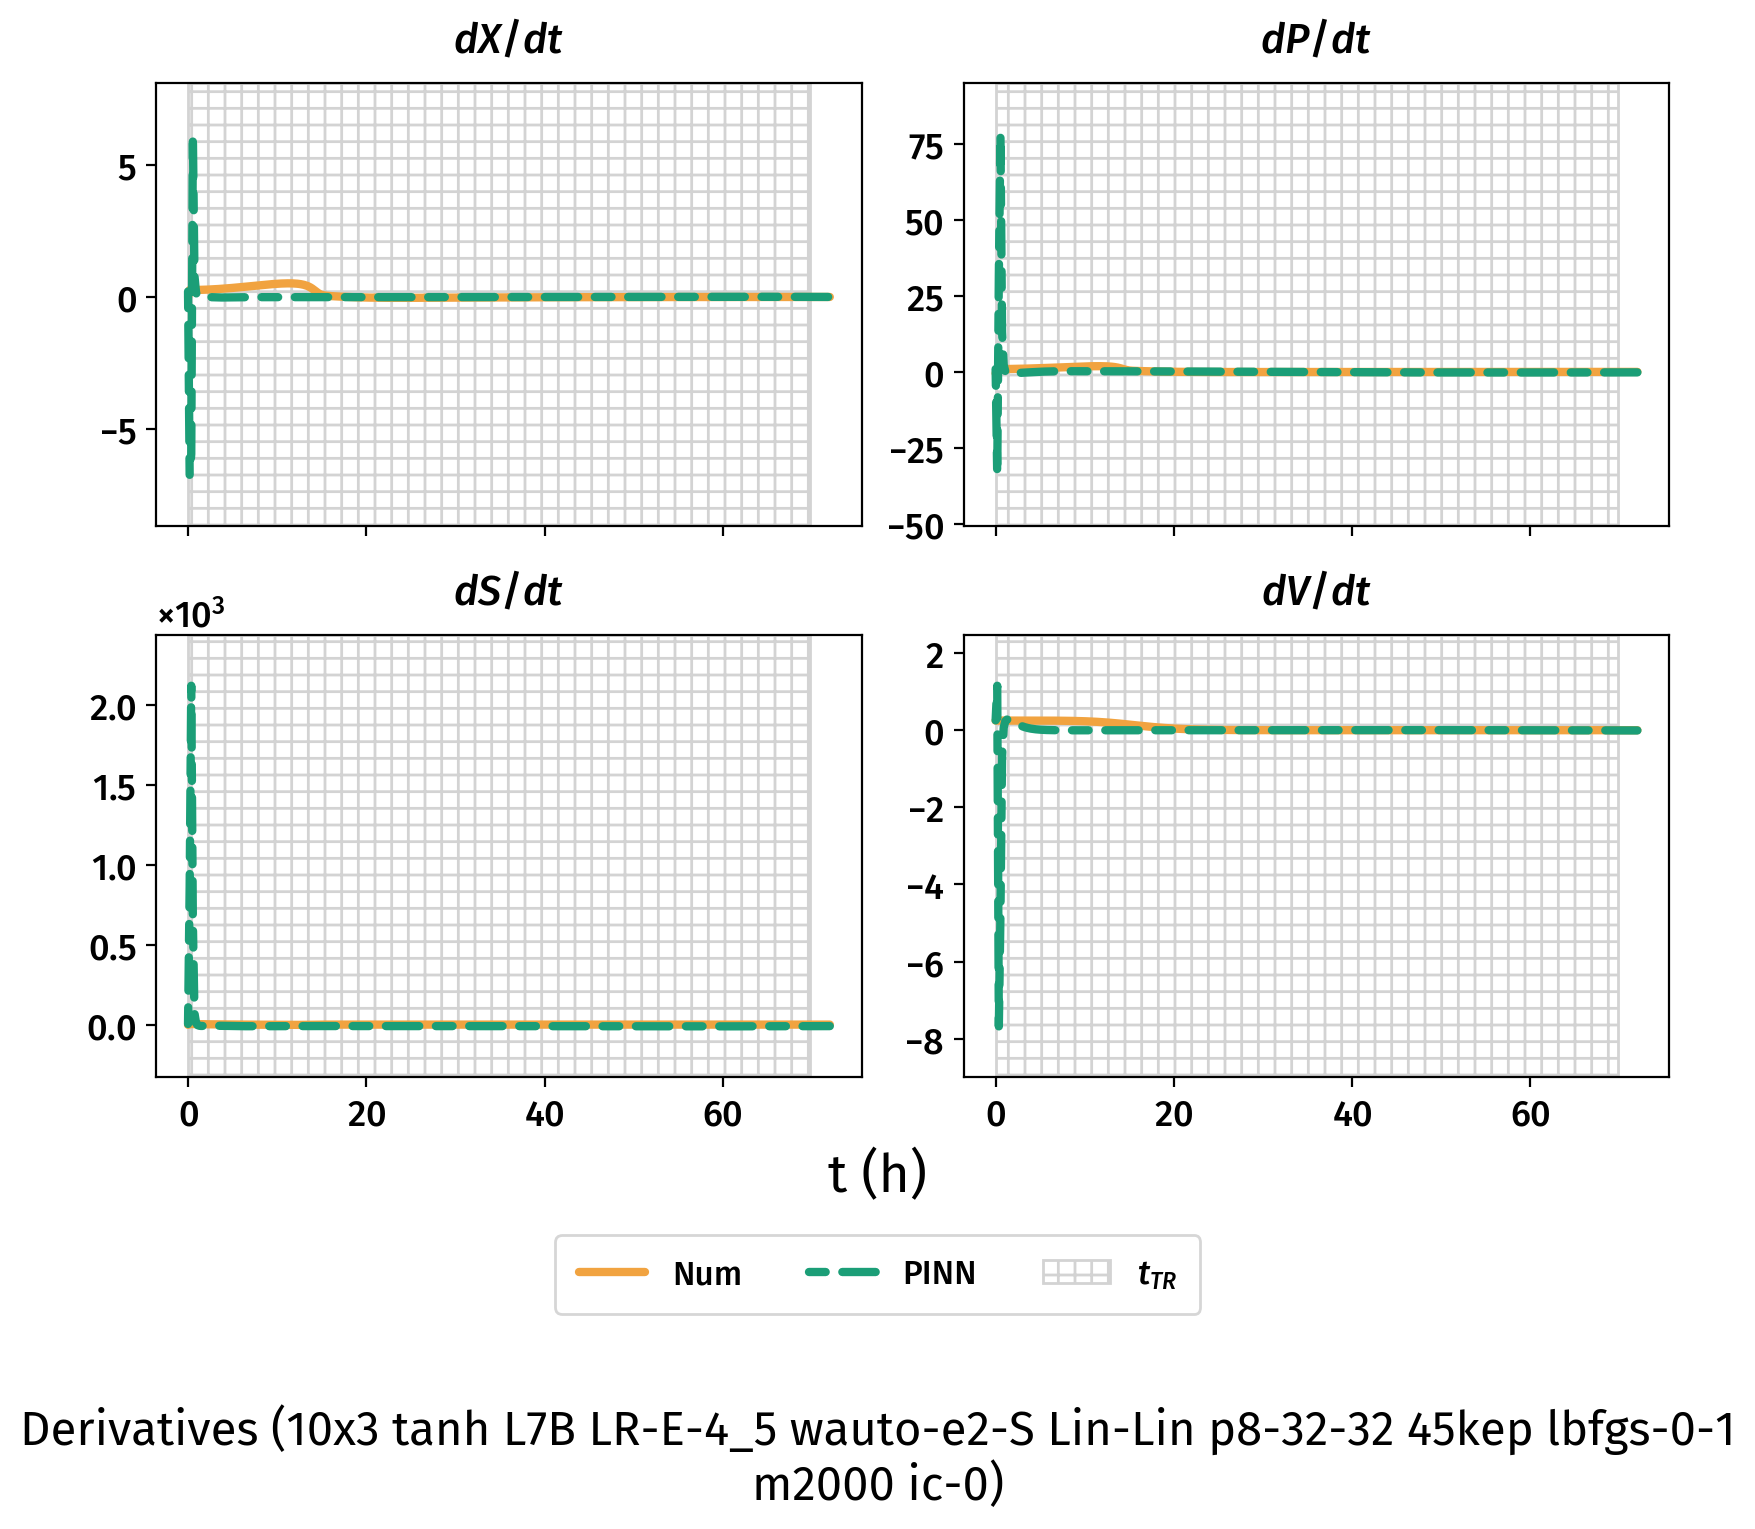 dX/dt
dP/dt
5
0
−5
75
50
25
0
−25
−50
dS/dt
dV/dt
×10³
2.0
1.5
1.0
0.5
0.0
2
0
−2
−4
−6
−8
0 20 40 60
0 20 40 60
t (h)
Num PINN t_TR
Derivatives (10x3 tanh L7B LR-E-4_5 wauto-e2-S Lin-Lin p8-32-32 45kep lbfgs-0-1
m2000 ic-0)